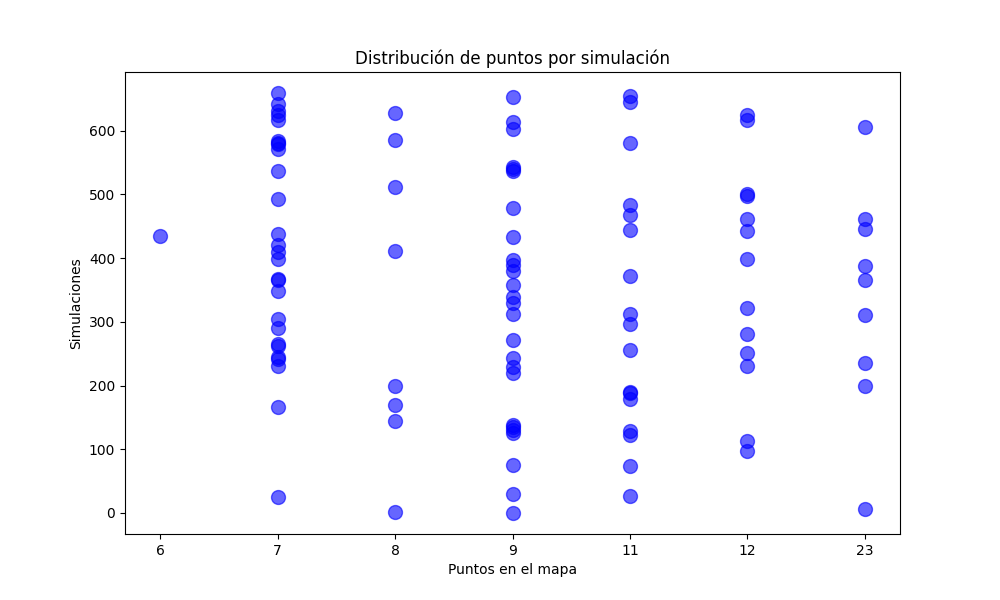 Distribución de puntos por simulación
Simulaciones
600
500
400
300
200
100
0
6 7 8 9 11 12 23
Puntos en el mapa